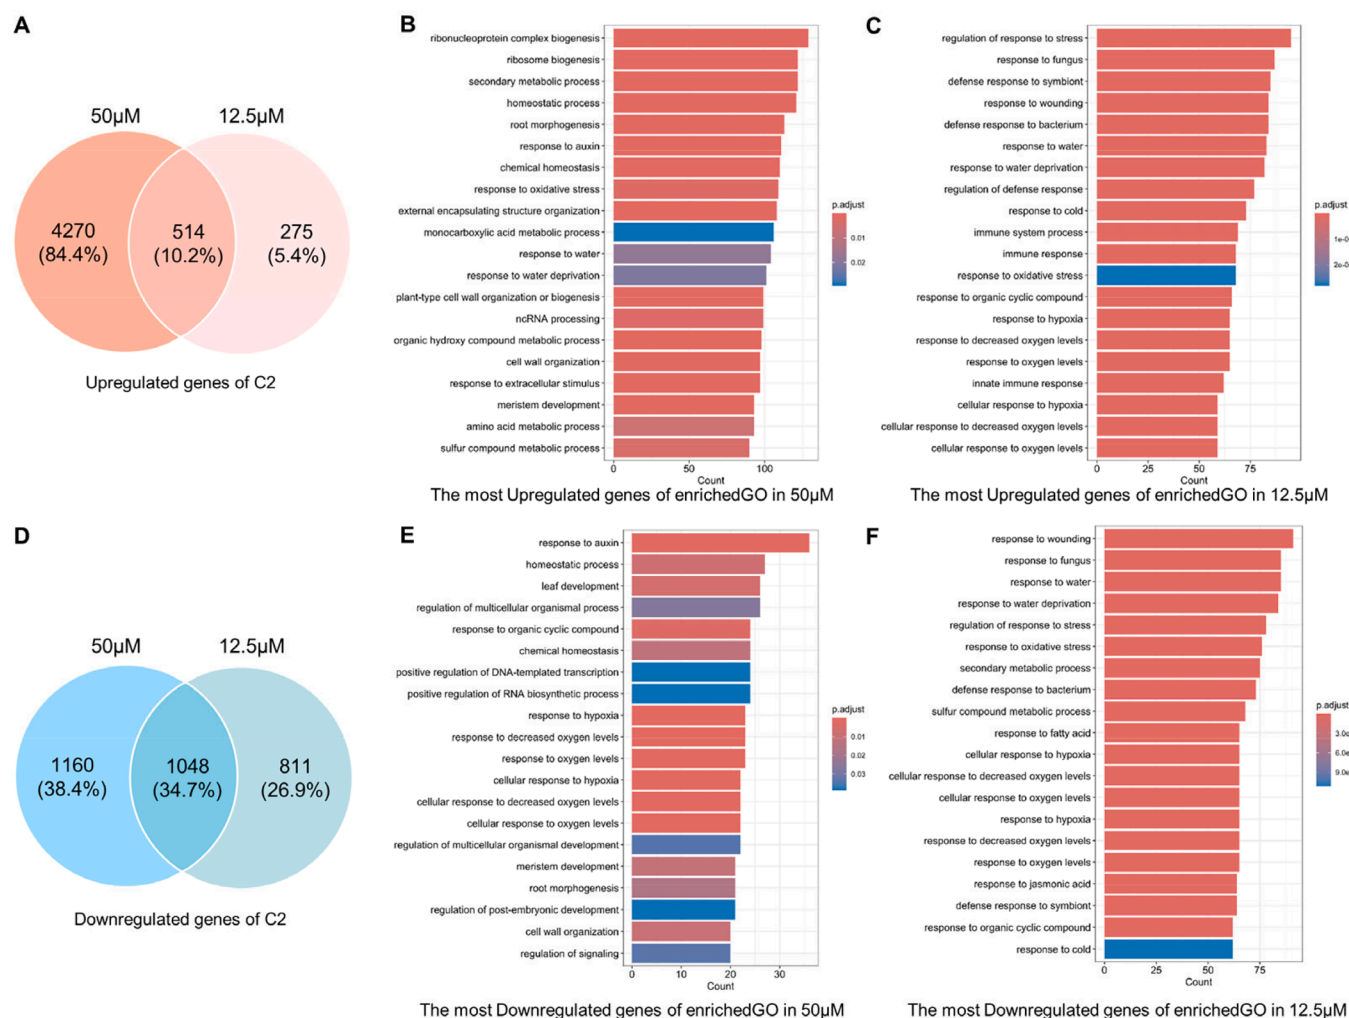 A
50μM
12.5μM
4270
(84.4%)
514
(10.2%)
275
(5.4%)
Upregulated genes of C2
B
ribonucleoprotein complex biogenesis
ribosome biogenesis
secondary metabolic process
homeostatic process
root morphogenesis
response to auxin
chemical homeostasis
response to oxidative stress
external encapsulating structure organization
monocarboxylic acid metabolic process
response to water
response to water deprivation
plant-type cell wall organization or biogenesis
ncRNA processing
organic hydroxy compound metabolic process
cell wall organization
response to extracellular stimulus
meristem development
amino acid metabolic process
sulfur compound metabolic process
0 50 100
Count
p.adjust
0.01
0.02
The most Upregulated genes of enrichedGO in 50μM
C
regulation of response to stress
response to fungus
defense response to symbiont
response to wounding
defense response to bacterium
response to water
response to water deprivation
regulation of defense response
response to cold
immune system process
immune response
response to oxidative stress
response to organic cyclic compound
response to hypoxia
response to decreased oxygen levels
response to oxygen levels
innate immune response
cellular response to hypoxia
cellular response to decreased oxygen levels
cellular response to oxygen levels
0 25 50 75
Count
p.adjust
1e-0
2e-0
The most Upregulated genes of enrichedGO in 12.5μM
D
50μM
12.5μM
1160
(38.4%)
1048
(34.7%)
811
(26.9%)
Downregulated genes of C2
E
response to auxin
homeostatic process
leaf development
regulation of multicellular organismal process
response to organic cyclic compound
chemical homeostasis
positive regulation of DNA-templated transcription
positive regulation of RNA biosynthetic process
response to hypoxia
response to decreased oxygen levels
response to oxygen levels
cellular response to hypoxia
cellular response to decreased oxygen levels
cellular response to oxygen levels
regulation of multicellular organismal development
meristem development
root morphogenesis
regulation of post-embryonic development
cell wall organization
regulation of signaling
0 10 20 30
Count
p.adjust
0.01
0.02
0.03
The most Downregulated genes of enrichedGO in 50μM
F
response to wounding
response to fungus
response to water
response to water deprivation
regulation of response to stress
response to oxidative stress
secondary metabolic process
defense response to bacterium
sulfur compound metabolic process
response to fatty acid
cellular response to hypoxia
cellular response to decreased oxygen levels
cellular response to oxygen levels
response to hypoxia
response to decreased oxygen levels
response to oxygen levels
response to jasmonic acid
defense response to symbiont
response to organic cyclic compound
response to cold
0 25 50 75
Count
p.adjust
3.0e
6.0e
9.0e
The most Downregulated genes of enrichedGO in 12.5μM